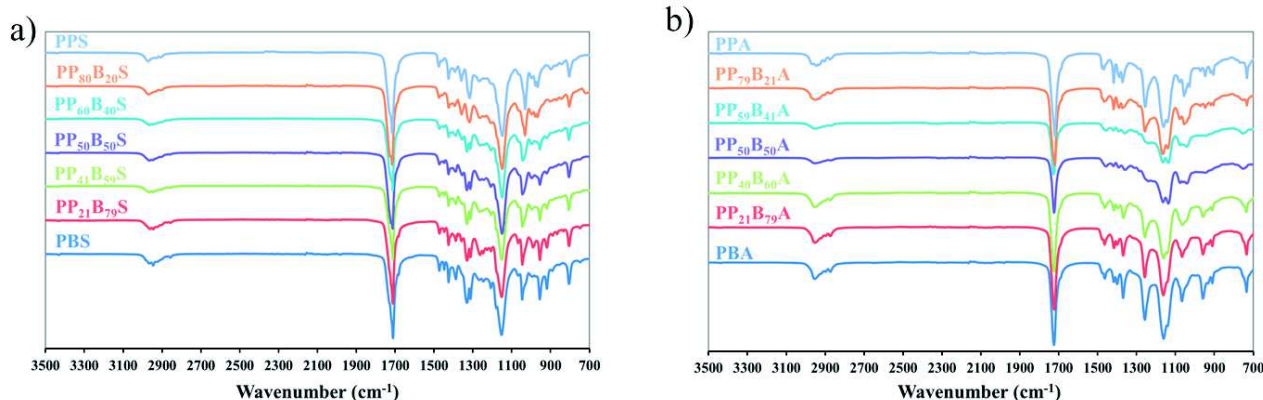 a)
PPS
PP₈₀B₂₀S
PP₆₀B₄₀S
PP₅₀B₅₀S
PP₄₁B₅₉S
PP₂₁B₇₉S
PBS
3500 3100 2900 2700 2500 2300 2100 1900 1700 1500 1300 1100 900 700
Wavenumber (cm⁻¹)
b)
PPA
PP₇₉B₂₁A
PP₅₉B₄₁A
PP₅₀B₅₀A
PP₄₀B₆₀A
PP₂₁B₇₉A
PBA
3500 3100 2900 2700 2500 2300 2100 1900 1700 1500 1300 1100 900 700
Wavenumber (cm⁻¹)